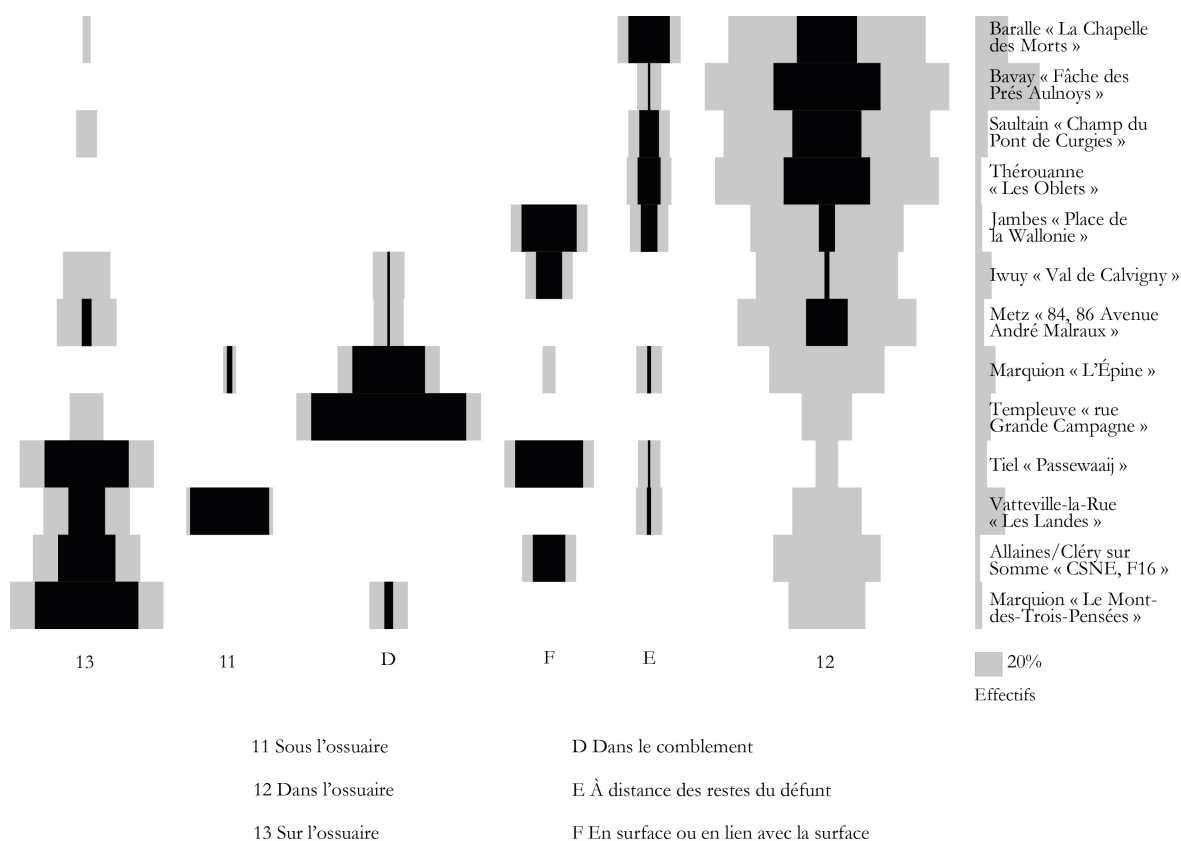 Baralle « La Chapelle
des Morts »
Bavay « Fâche des
Prés Aulnoys »
Saultain « Champ du
Pont de Curgies »
Thérouanne
« Les Oblets »
Jambes « Place de
la Wallonie »
Iwuy « Val de Calvigny »
Metz « 84, 86 Avenue
André Malraux »
Marquion « L’Épine »
Templeuve « rue
Grande Campagne »
Tiel « Passewaaij »
Vatteville-la-Rue
« Les Landes »
Allaines/Cléry sur
Somme « CSNE, F16 »
Marquion « Le Mont-
des-Trois-Pensées »
13 11 D F E 12 20%
Effectifs
11 Sous l’ossuaire
12 Dans l’ossuaire
13 Sur l’ossuaire
D Dans le comblement
E À distance des restes du défunt
F En surface ou en lien avec la surface